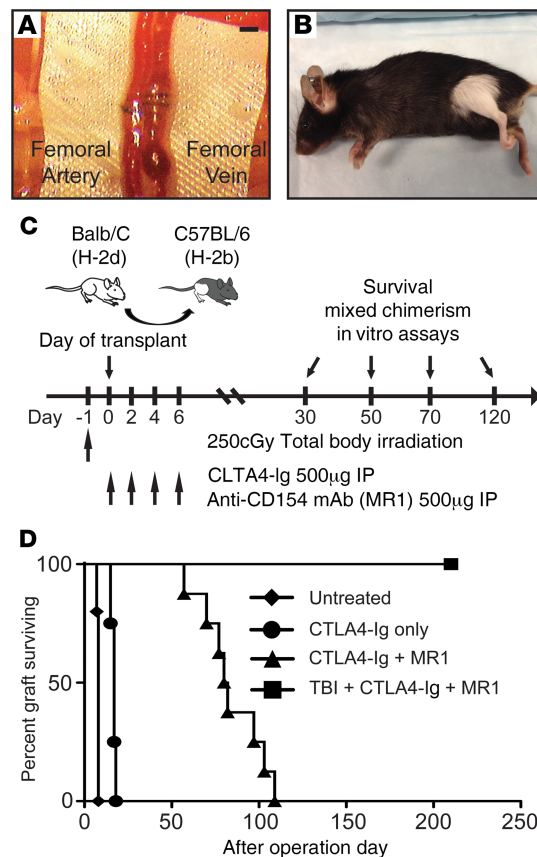 A
Femoral
Artery
Femoral
Vein
B
C
Balb/C
(H-2d)
C57BL/6
(H-2b)
Day of transplant
Survival
mixed chimerism
in vitro assays
Day -1 0 2 4 6 30 50 70 120
250cGy Total body irradiation
CLTA4-Ig 500µg IP
Anti-CD154 mAb (MR1) 500µg IP
D
Percent graft surviving
100
50
0
Untreated
CTLA4-Ig only
CTLA4-Ig + MR1
TBI + CTLA4-Ig + MR1
0 50 100 150 200 250
After operation day